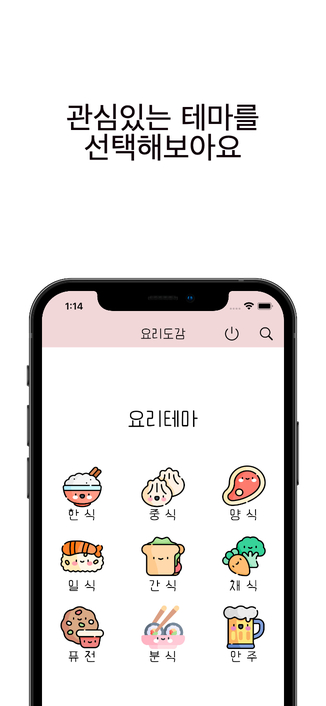 관심있는 테마를
선택해보아요
1:14
요리도감
요리테마
한식 중식 양식
일식 간식 채식
퓨전 분식 안주